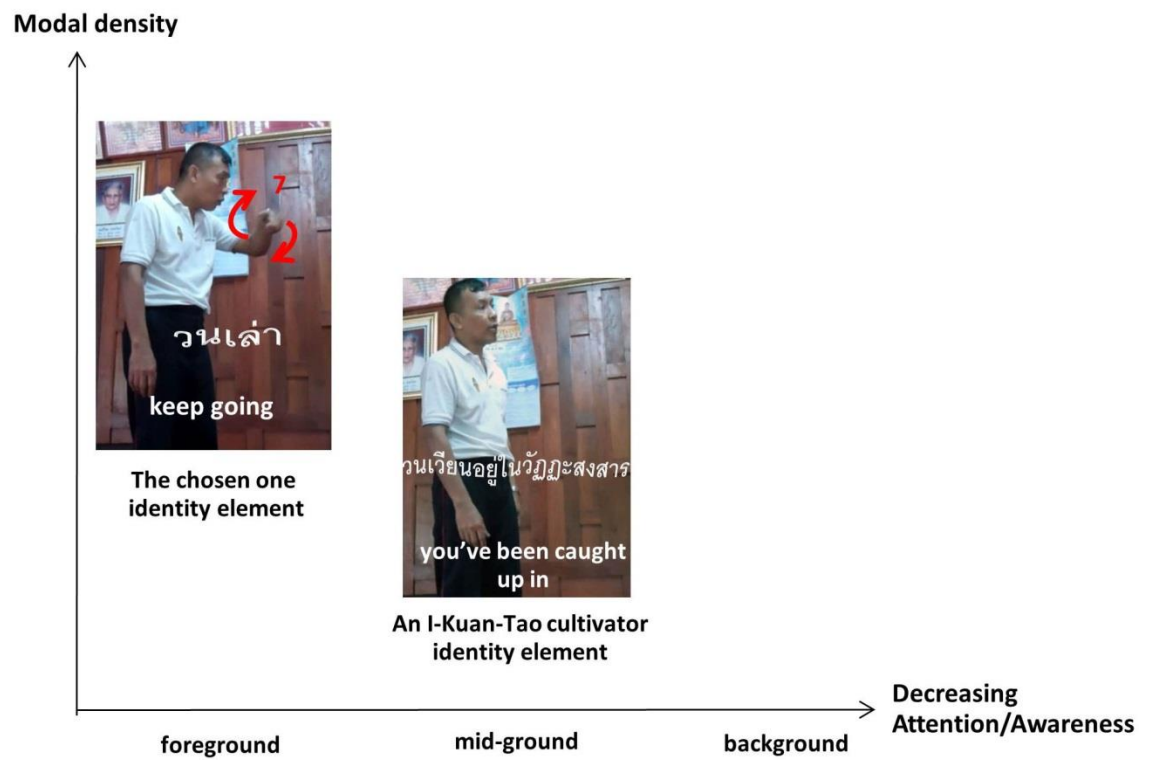 Modal density
7
วนเล่า
keep going
The chosen one
identity element
วนเวียนอยู่ในวัฏฏะสงสาร
you've been caught
up in
An I-Kuan-Tao cultivator
identity element
Decreasing
Attention/Awareness
foreground
mid-ground
background